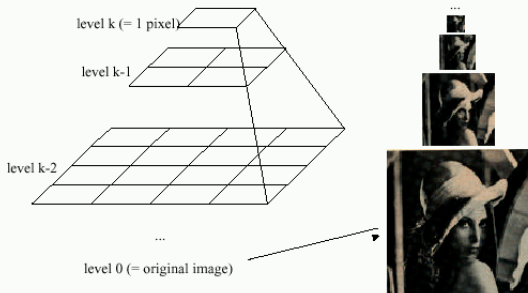 level k (= 1 pixel)
level k-1
level k-2
...
level 0 (= original image)
...